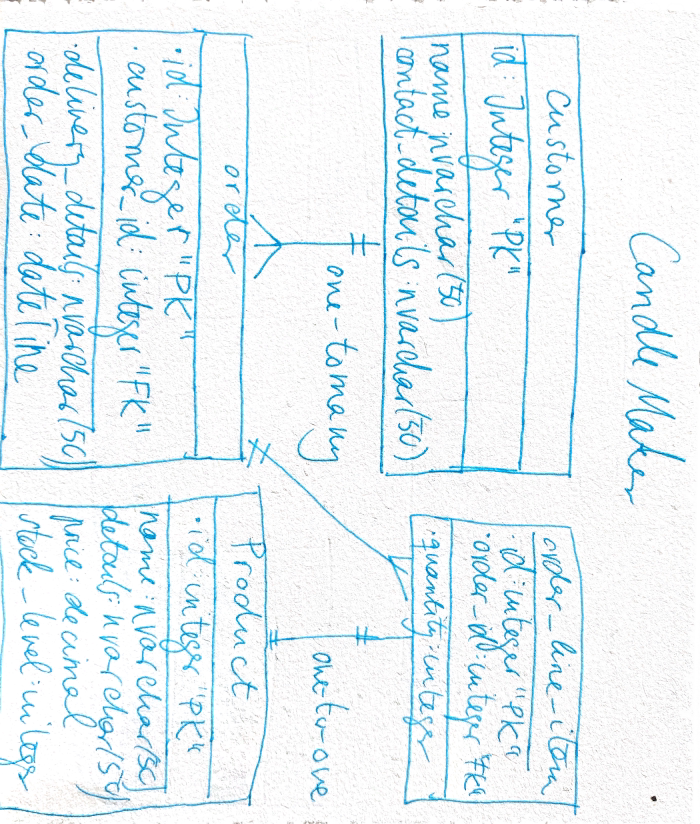 Candle Maker
customer
id: Integer "PK"
name: nvarchar(50)
contact_details: nvarchar(50)
one-tomany
order
·id: Integer "PK"
·customer_id: integer "FK"
·delivery_details: nvarchar(50)
order_date: dateTime
order_line_item
·id: integer "PK"
·order_id: integer "FK"
·quantity: integer
one-to-one
Product
·id: integer "PK"
name: nvarchar(50)
details: nvarchar(50)
price: decimal
stock_level: integer